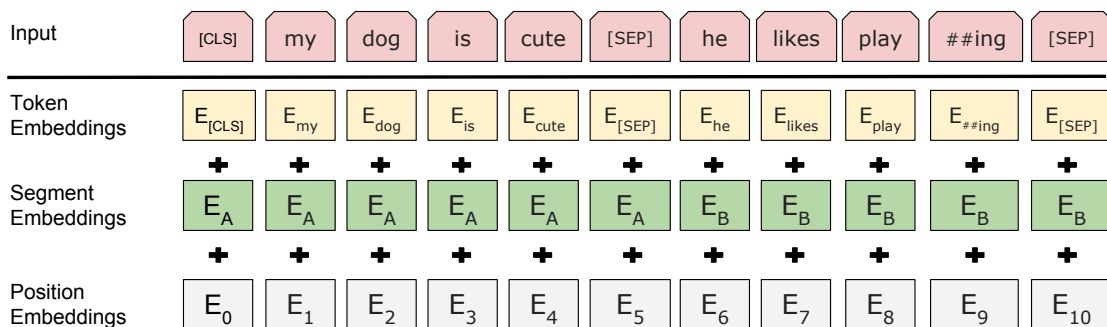 Input [CLS] my dog is cute [SEP] he likes play ##ing [SEP]
Token Embeddings E[CLS] Emy Edog Eis Ecute E[SEP] Ehe Elikes Eplay E##ing E[SEP]
+ + + + + + + + + + +
Segment Embeddings EA EA EA EA EA EA EB EB EB EB EB
+ + + + + + + + + + +
Position Embeddings E0 E1 E2 E3 E4 E5 E6 E7 E8 E9 E10